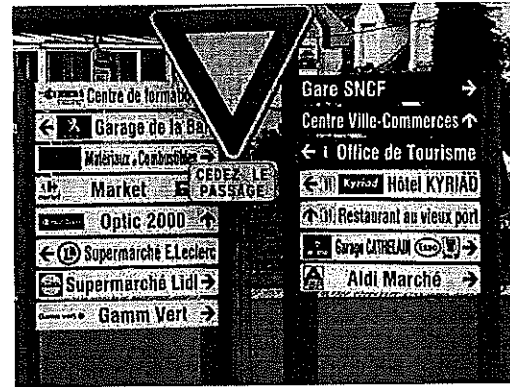 Centre de formation
Garage de la
Matériaux & Combustibles
Market
Optic 2000
Supermarché E.Leclerc
Supermarché Lidl
Gamm Vert
CEDEZ LE
PASSAGE
Gare SNCF
Centre Ville-Commerces
i Office de Tourisme
Kyriad Hôtel KYRIAD
Restaurant au vieux port
Garage CATHELAIN
Aldi Marché